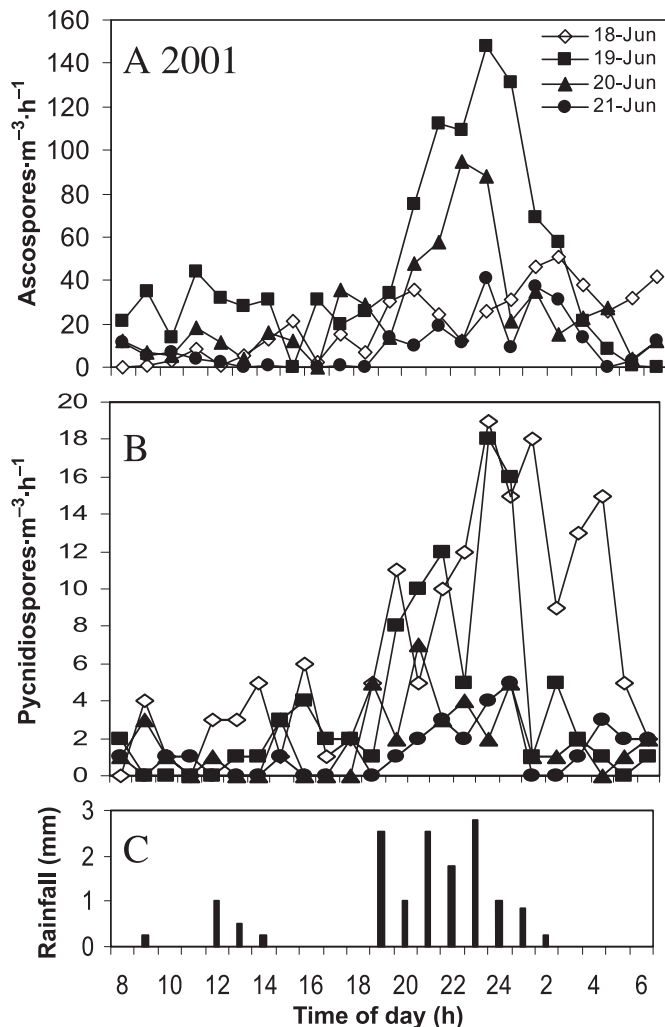 A 2001
18-Jun
19-Jun
20-Jun
21-Jun
160
140
120
100
80
60
40
20
0
Ascospores·m⁻³·h⁻¹
B
20
18
16
14
12
10
8
6
4
2
0
Pycnidiospores·m⁻³·h⁻¹
C
3
2
1
0
Rainfall (mm)
8 10 12 14 16 18 20 22 24 2 4 6
Time of day (h)